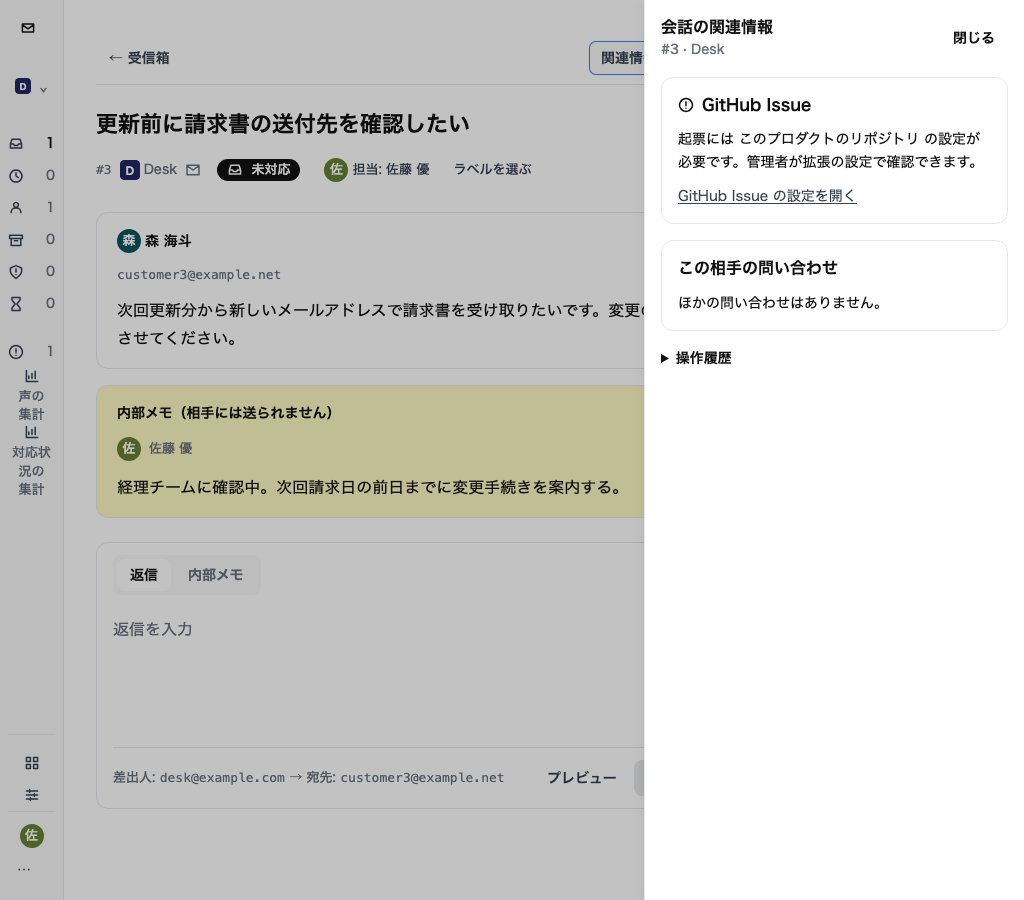 D
1
0
1
0
0
0
1
声の
集計
対応状
況の
集計
佐
…
← 受信箱
関連情
更新前に請求書の送付先を確認したい
#3 D Desk 未対応 佐 担当: 佐藤 優 ラベルを選ぶ
森 森 海斗
customer3@example.net
次回更新分から新しいメールアドレスで請求書を受け取りたいです。変更
させてください。
内部メモ（相手には送られません）
佐 佐藤 優
経理チームに確認中。次回請求日の前日までに変更手続きを案内する。
返信 内部メモ
返信を入力
差出人: desk@example.com → 宛先: customer3@example.net プレビュー
会話の関連情報
#3 · Desk
閉じる
GitHub Issue
起票には このプロダクトのリポジトリ の設定が
必要です。管理者が拡張の設定で確認できます。
GitHub Issue の設定を開く
この相手の問い合わせ
ほかの問い合わせはありません。
▶ 操作履歴